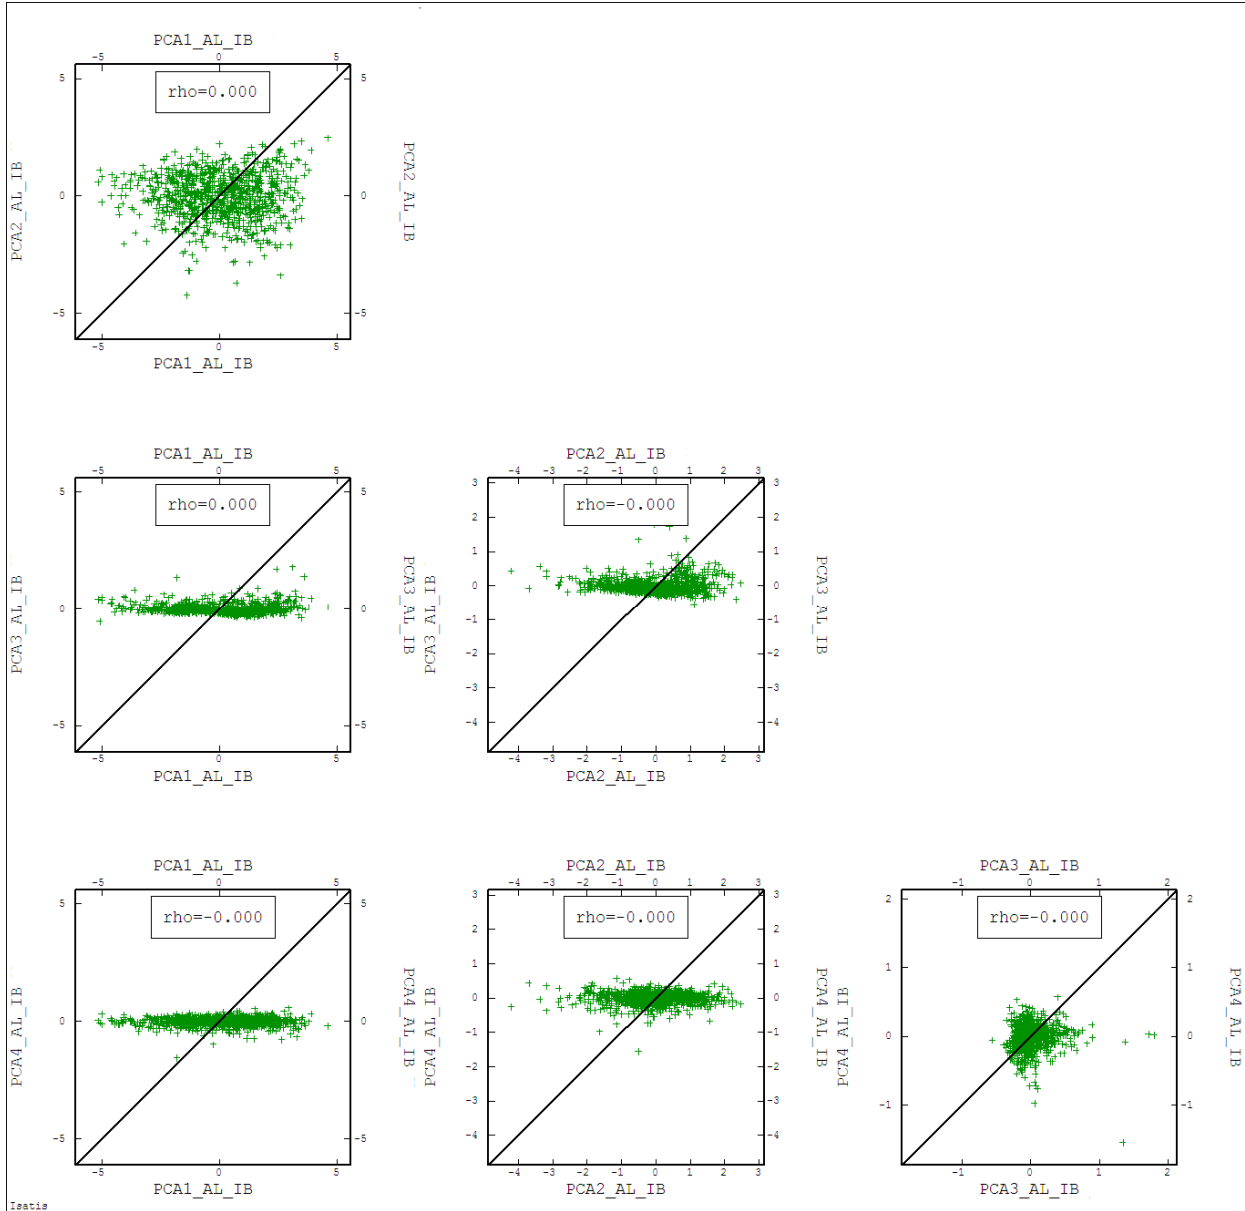 PCA1_AL_IB
-5 0 5
5 5
rho=0.000
PCA2_AL_IB
0 0
PCA2_AL_IB
-5 -5
-5 0 5
PCA1_AL_IB
PCA1_AL_IB
-5 0 5
5 5
rho=0.000
PCA3_AL_IB
0 0
PCA3_AL_IB
-5 -5
-5 0 5
PCA1_AL_IB
PCA2_AL_IB
-4 -3 -2 -1 0 1 2 3
3 3
rho=-0.000
2 2
1 1
PCA3_AL_IB
0 0
PCA3_AL_IB
-1 -1
-2 -2
-3 -3
-4 -4
-4 -3 -2 -1 0 1 2 3
PCA2_AL_IB
PCA1_AL_IB
-5 0 5
5 5
rho=-0.000
PCA4_AL_IB
0 0
PCA4_AL_IB
-5 -5
-5 0 5
PCA1_AL_IB
PCA2_AL_IB
-4 -3 -2 -1 0 1 2 3
3 3
rho=-0.000
2 2
1 1
PCA4_AL_IB
0 0
PCA4_AL_IB
-1 -1
-2 -2
-3 -3
-4 -4
-4 -3 -2 -1 0 1 2 3
PCA2_AL_IB
PCA3_AL_IB
-1 0 1 2
2 2
rho=-0.000
1 1
PCA4_AL_IB
0 0
PCA4_AL_IB
-1 -1
-1 0 1 2
PCA3_AL_IB
Isatis